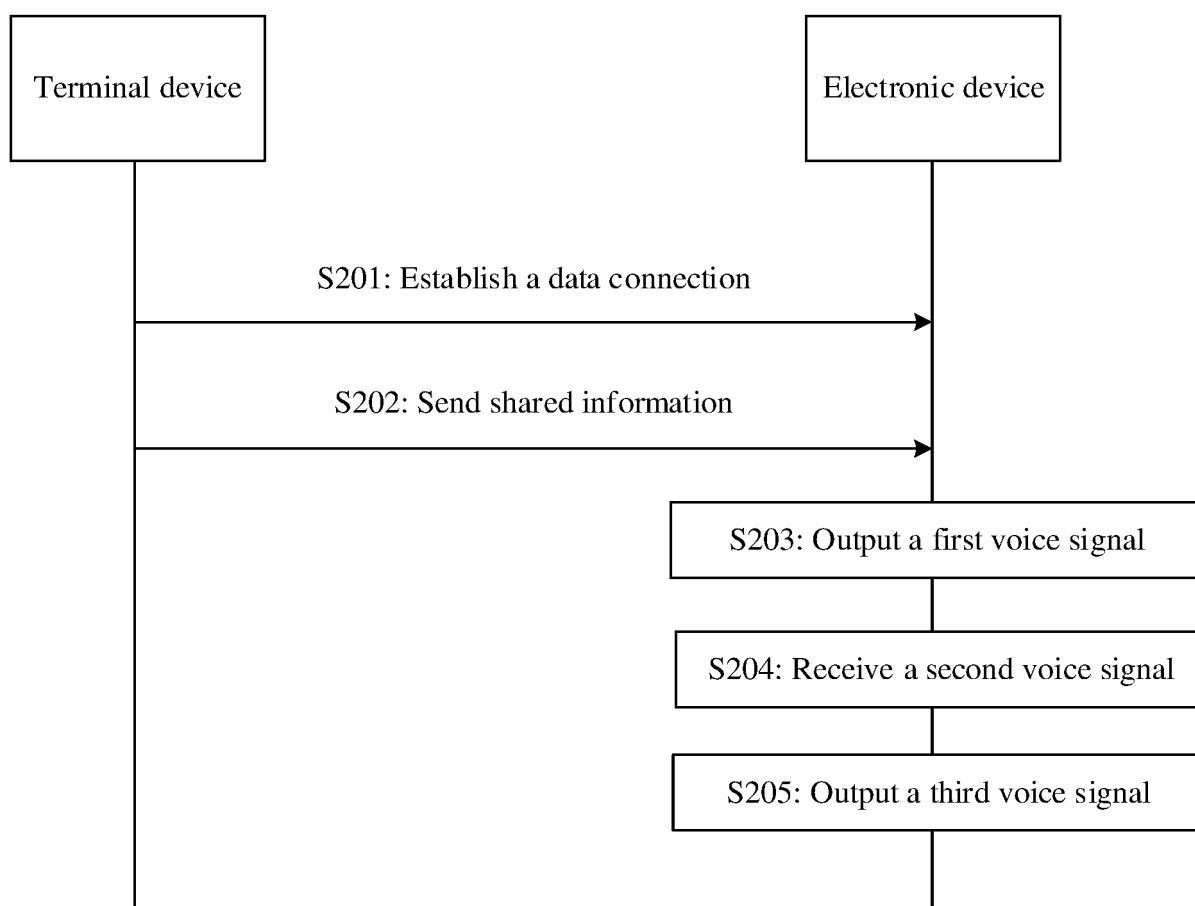 Terminal device
Electronic device
S201: Establish a data connection
S202: Send shared information
S203: Output a first voice signal
S204: Receive a second voice signal
S205: Output a third voice signal